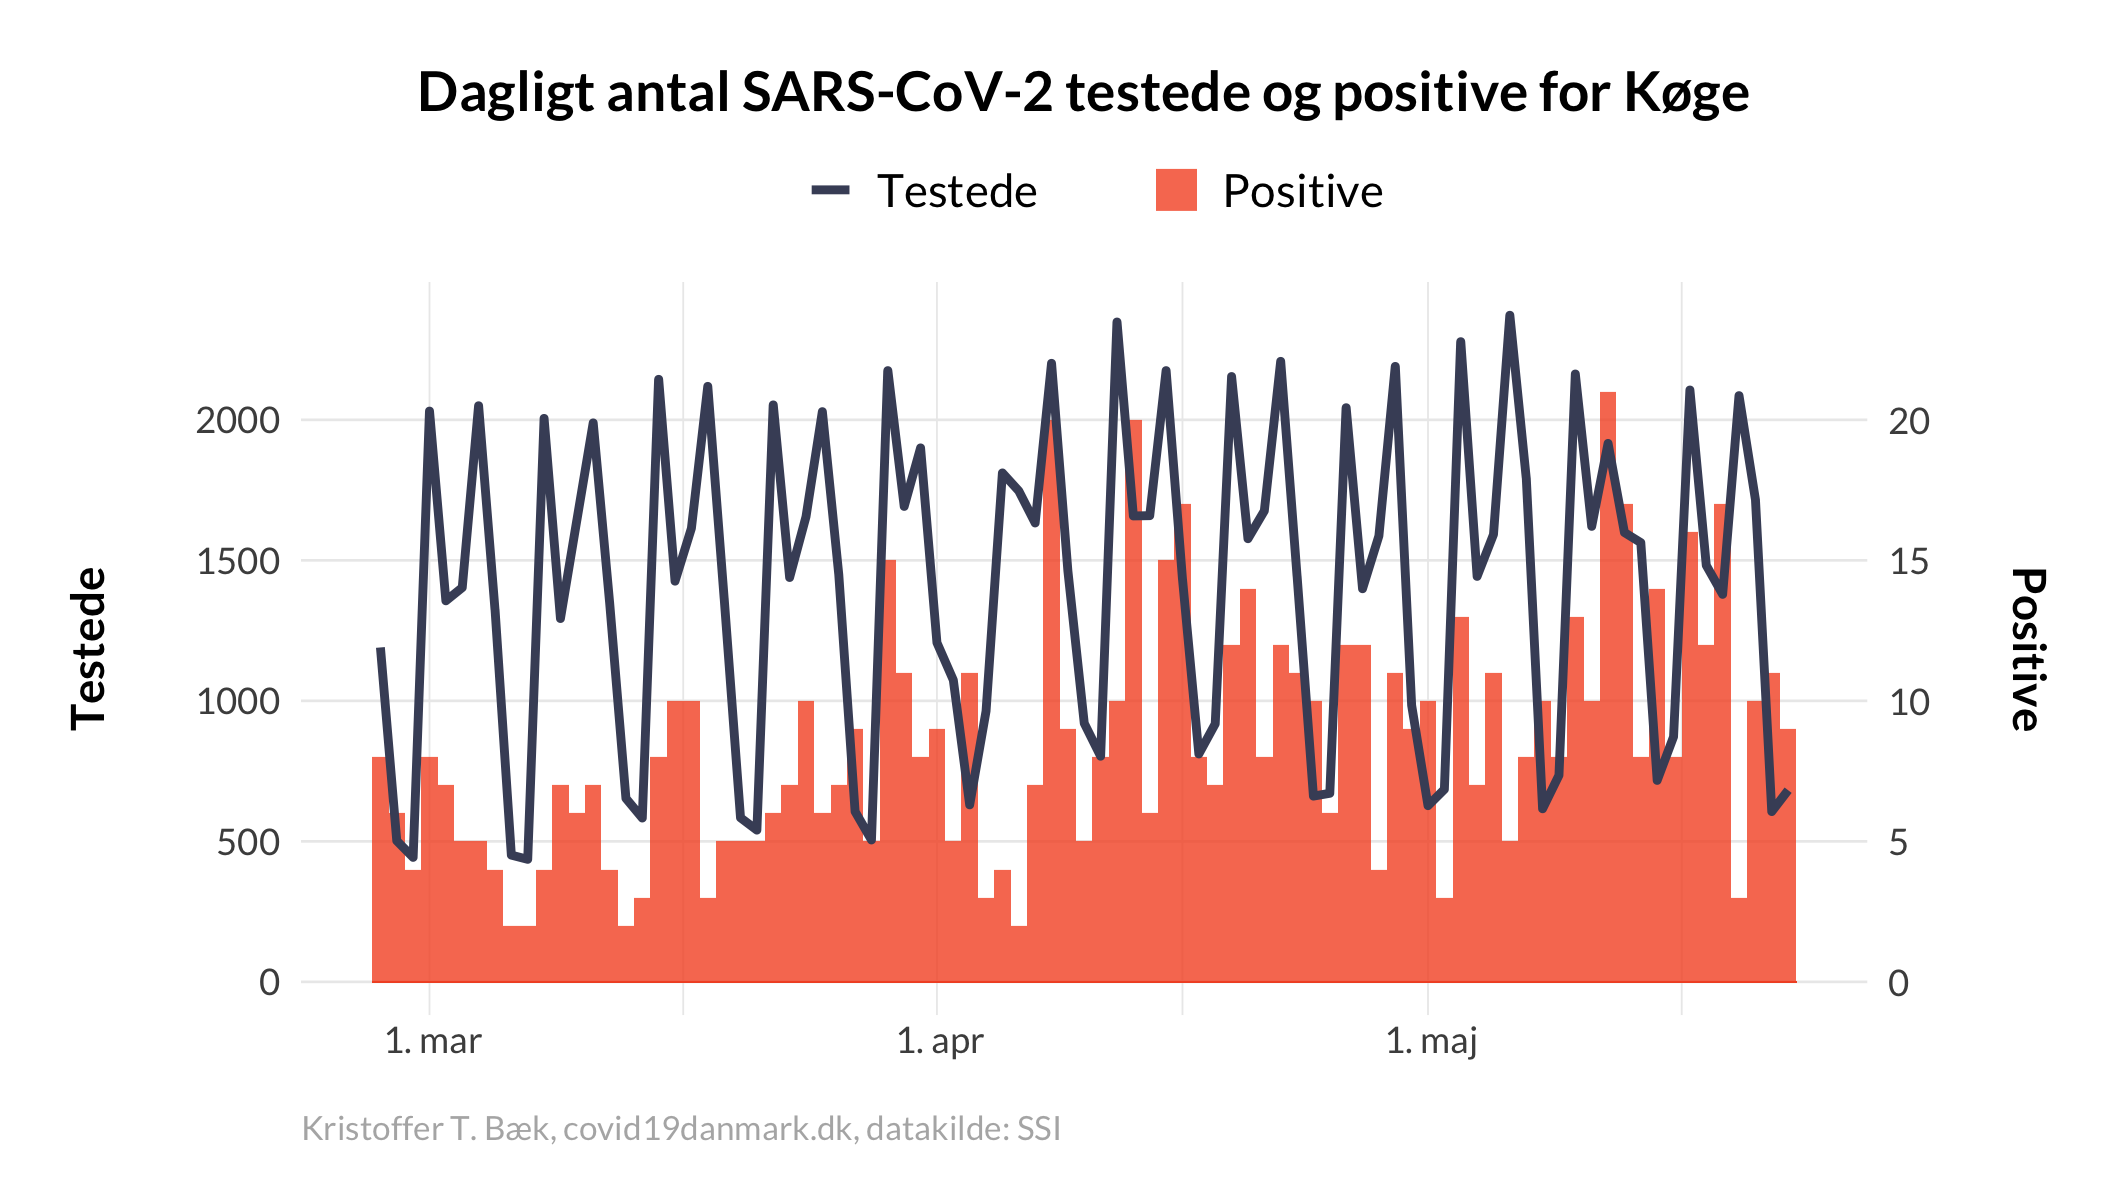 Dagligt antal SARS-CoV-2 testede og positive for Køge
Testede Positive
2000
1500
1000
500
0
Testede
20
15
10
5
0
Positive
1. mar 1. apr 1. maj
Kristoffer T. Bæk, covid19danmark.dk, datakilde: SSI